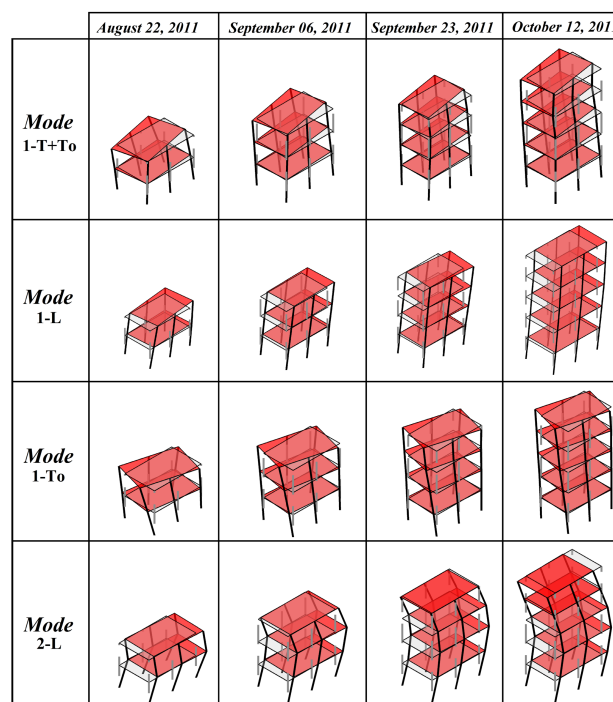 August 22, 2011 September 06, 2011 September 23, 2011 October 12, 2011
Mode
1-T+To
Mode
1-L
Mode
1-To
Mode
2-L